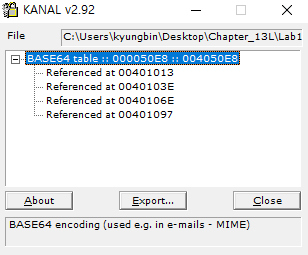 KANAL v2.92
File C:\Users\kyungbin\Desktop\Chapter_13L\Lab1
BASE64 table :: 000050E8 :: 004050E8
Referenced at 00401013
Referenced at 0040103E
Referenced at 0040106E
Referenced at 00401097
About Export... Close
BASE64 encoding (used e.g. in e-mails - MIME)